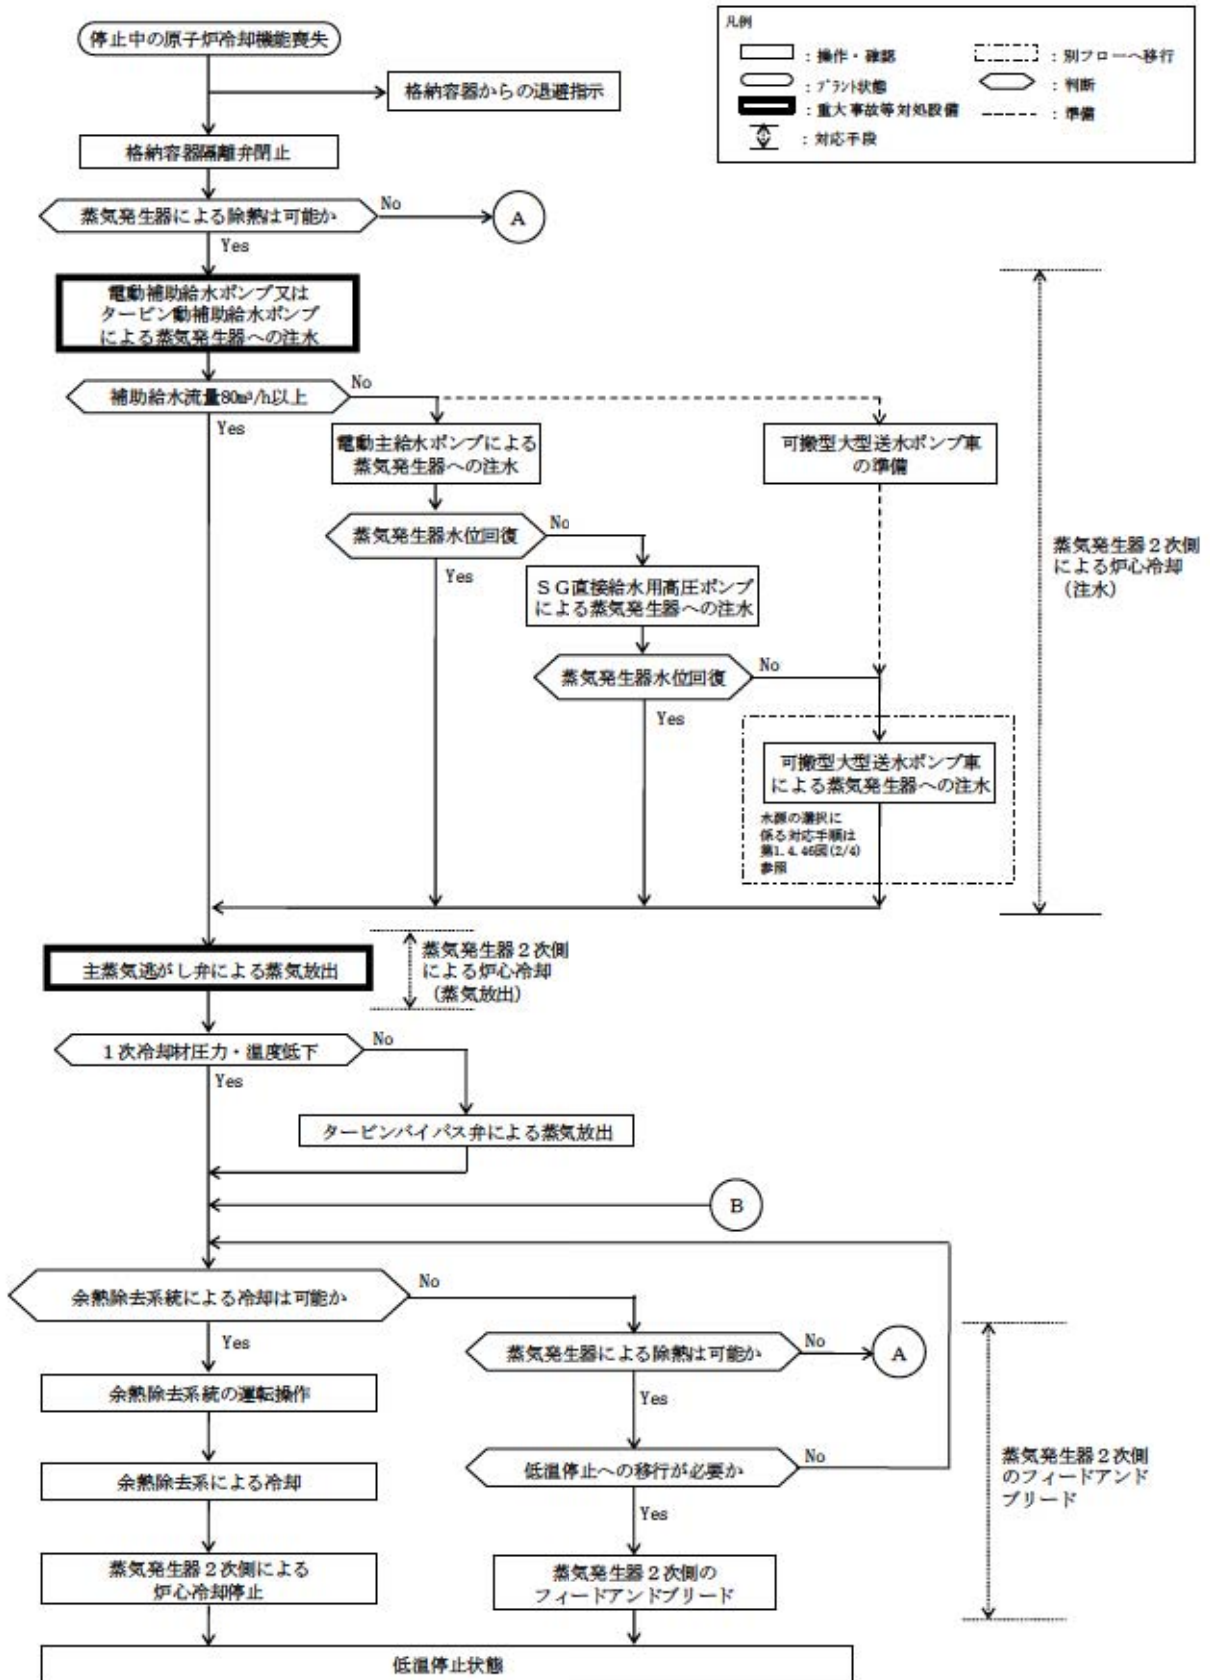 停止中の原子炉冷却機能喪失
格納容器からの退避指示
凡例
：操作・確認
：プラント状態
：重大事故等対処設備
：対応手段
：別フローへ移行
：判断
：準備
格納容器隔離弁閉止
蒸気発生器による除熱は可能か
No
A
Yes
電動補助給水ポンプ又は
タービン動補助給水ポンプ
による蒸気発生器への注水
補助給水流量80m³/h以上
No
Yes
電動主給水ポンプによる
蒸気発生器への注水
可搬型大型送水ポンプ車
の準備
蒸気発生器水位回復
No
Yes
ＳＧ直接給水用高圧ポンプ
による蒸気発生器への注水
蒸気発生器水位回復
No
Yes
可搬型大型送水ポンプ車
による蒸気発生器への注水
水源の選択に
係る対応手順は
第1.4.46図(2/4)
参照
蒸気発生器２次側
による炉心冷却
（注水）
主蒸気逃がし弁による蒸気放出
蒸気発生器２次側
による炉心冷却
（蒸気放出）
１次冷却材圧力・温度低下
No
Yes
タービンバイパス弁による蒸気放出
B
余熱除去系統による冷却は可能か
No
Yes
蒸気発生器による除熱は可能か
No
A
Yes
余熱除去系統の運転操作
低温停止への移行が必要か
No
Yes
余熱除去系による冷却
蒸気発生器２次側
のフィードアンド
ブリード
蒸気発生器２次側による
炉心冷却停止
蒸気発生器２次側の
フィードアンドブリード
低温停止状態